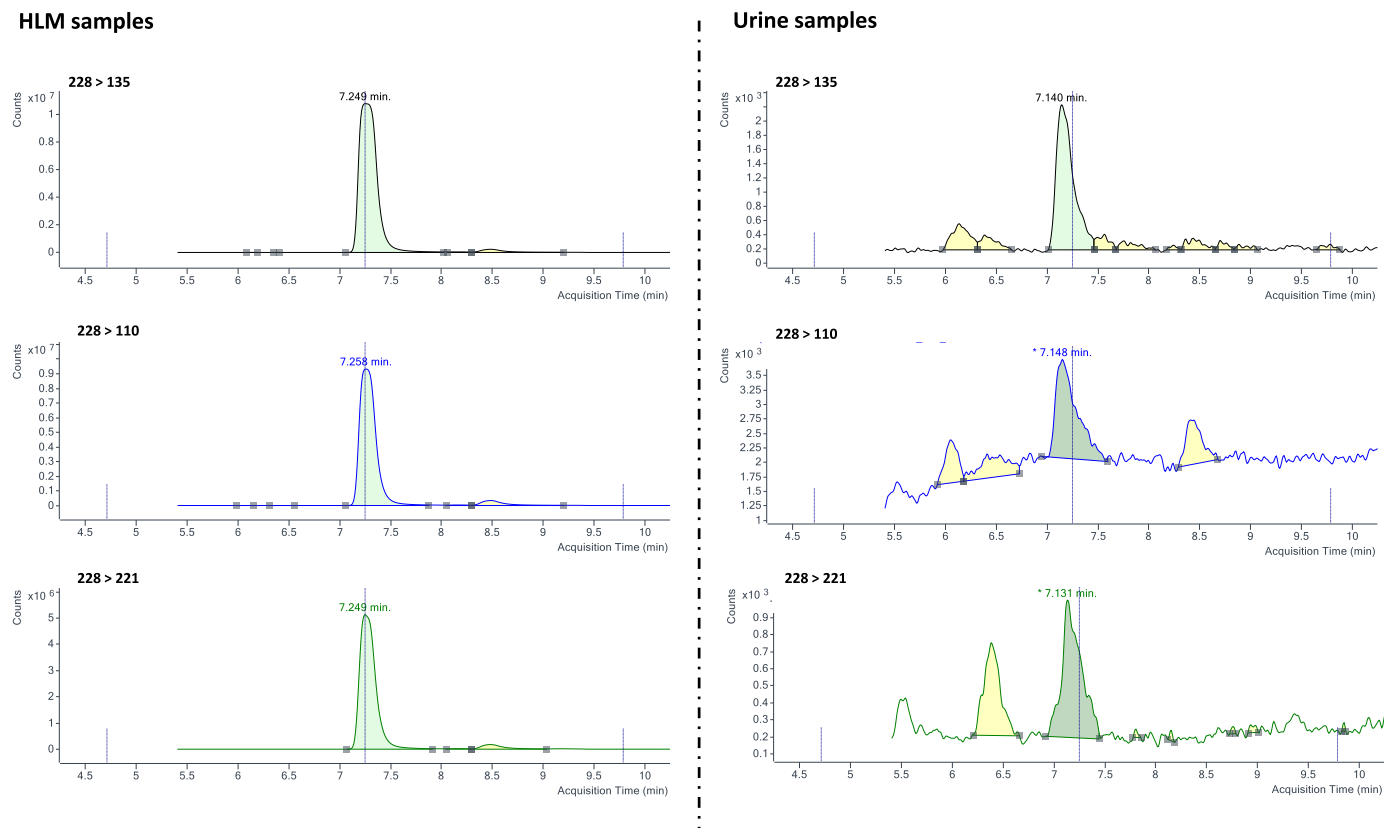 HLM samples
228 > 135
Counts
x10 7
7.249 min.
1
0.8
0.6
0.4
0.2
0
4.5 5 5.5 6 6.5 7 7.5 8 8.5 9 9.5 10
Acquisition Time (min)
228 > 110
Counts
x10 7
7.258 min.
0.9
0.8
0.7
0.6
0.5
0.4
0.3
0.2
0.1
0
4.5 5 5.5 6 6.5 7 7.5 8 8.5 9 9.5 10
Acquisition Time (min)
228 > 221
Counts
x10 6
7.249 min.
5
4
3
2
1
0
4.5 5 5.5 6 6.5 7 7.5 8 8.5 9 9.5 10
Acquisition Time (min)
Urine samples
228 > 135
Counts
x10 3
7.140 min.
2
1.8
1.6
1.4
1.2
1
0.8
0.6
0.4
0.2
0
4.5 5 5.5 6 6.5 7 7.5 8 8.5 9 9.5 10
Acquisition Time (min)
228 > 110
Counts
x10 3
* 7.148 min.
3.5
3.25
3
2.75
2.5
2.25
2
1.75
1.5
1.25
1
4.5 5 5.5 6 6.5 7 7.5 8 8.5 9 9.5 10
Acquisition Time (min)
228 > 221
Counts
x10 3
* 7.131 min.
0.9
0.8
0.7
0.6
0.5
0.4
0.3
0.2
0.1
4.5 5 5.5 6 6.5 7 7.5 8 8.5 9 9.5 10
Acquisition Time (min)